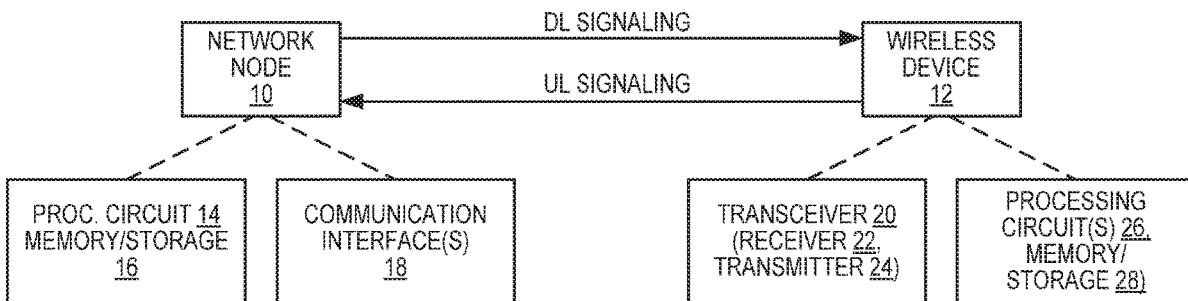 NETWORK
NODE
10
DL SIGNALING
UL SIGNALING
WIRELESS
DEVICE
12
PROC. CIRCUIT 14
MEMORY/STORAGE
16
COMMUNICATION
INTERFACE(S)
18
TRANSCEIVER 20
(RECEIVER 22,
TRANSMITTER 24)
PROCESSING
CIRCUIT(S) 26,
MEMORY/
STORAGE 28)